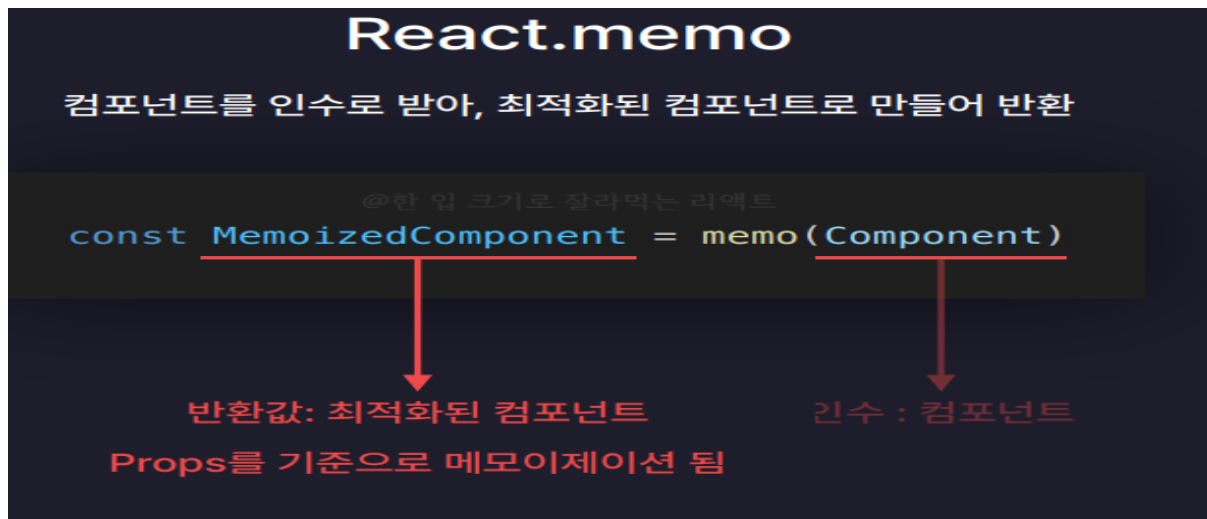 React.memo
컴포넌트를 인수로 받아, 최적화된 컴포넌트로 만들어 반환
@한 입 크기로 잘라먹는 리액트
const MemoizedComponent = memo(Component)
반환값: 최적화된 컴포넌트
인수 : 컴포넌트
Props를 기준으로 메모이제이션 됨